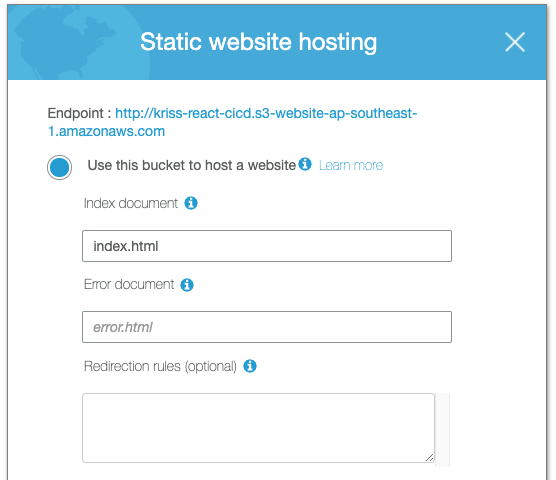 Static website hosting
Endpoint : http://kriss-react-cicd.s3-website-ap-southeast-
1.amazonaws.com
Use this bucket to host a website Learn more
Index document
index.html
Error document
error.html
Redirection rules (optional)